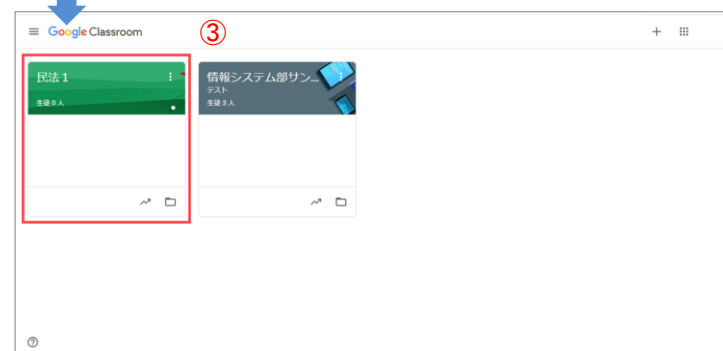 Google Classroom
③
民法 1
生徒 0 人
情報システム部サン...
テスト
生徒 3 人